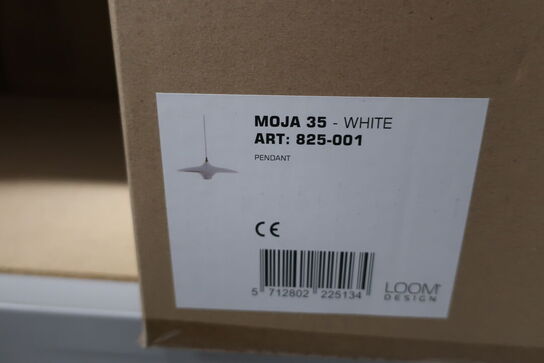 MOJA 35 - WHITE
ART: 825-001
PENDANT
CE
5 712802 225134
LOOM
DESIGN